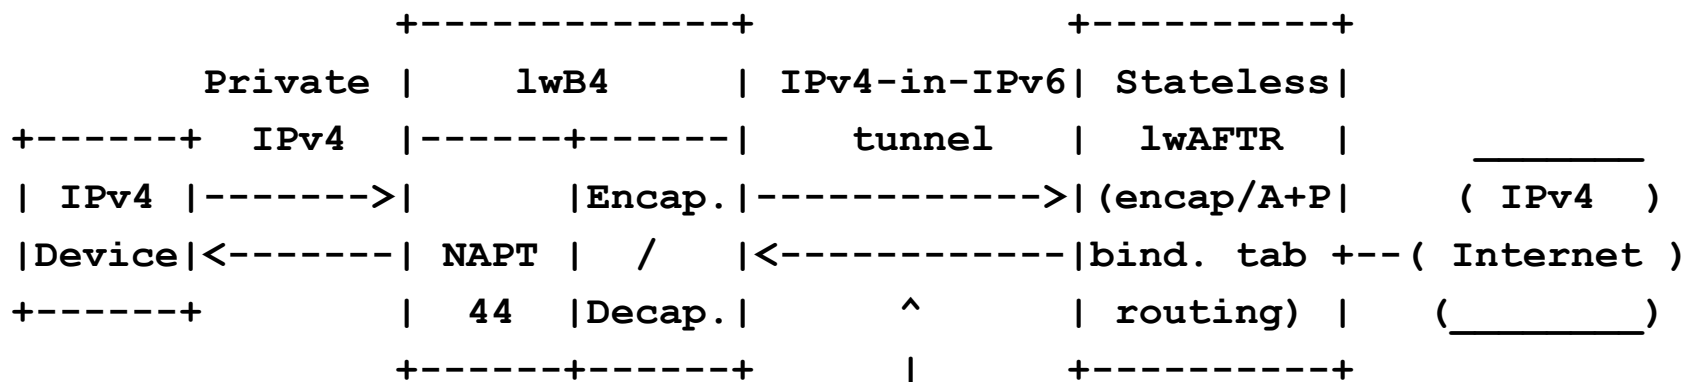 +-------------+                   +----------+
        Private |    lwB4     |   IPv4-in-IPv6|  Stateless|
+------+  IPv4  |------+------|    tunnel    |  lwAFTR  |      _______
| IPv4 |------->|      |Encap.|------------->|(encap/A+P|     ( IPv4  )
|Device|<-------| NAPT |  /   |<-------------|bind. tab +--( Internet )
+------+        |  44  |Decap.|       ^      | routing) |    (________)
                +------+------+       |      +----------+